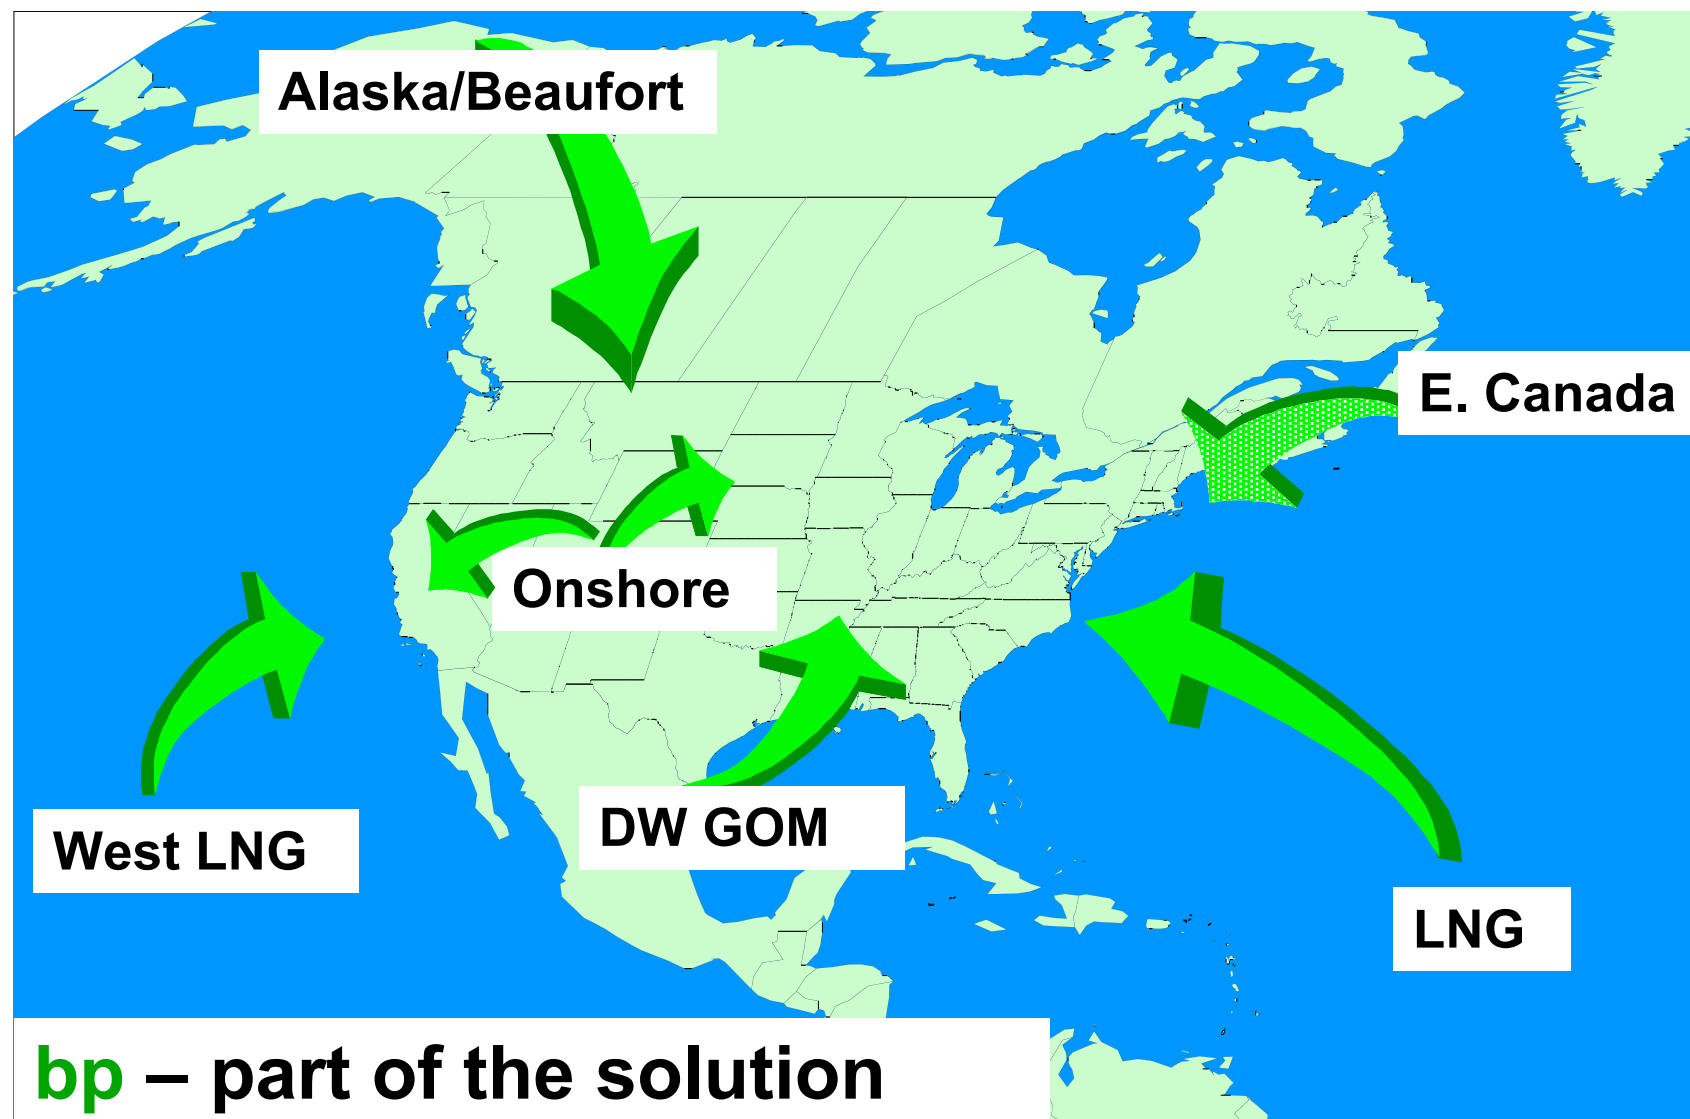 Alaska/Beaufort
E. Canada
Onshore
DW GOM
West LNG
LNG
bp – part of the solution